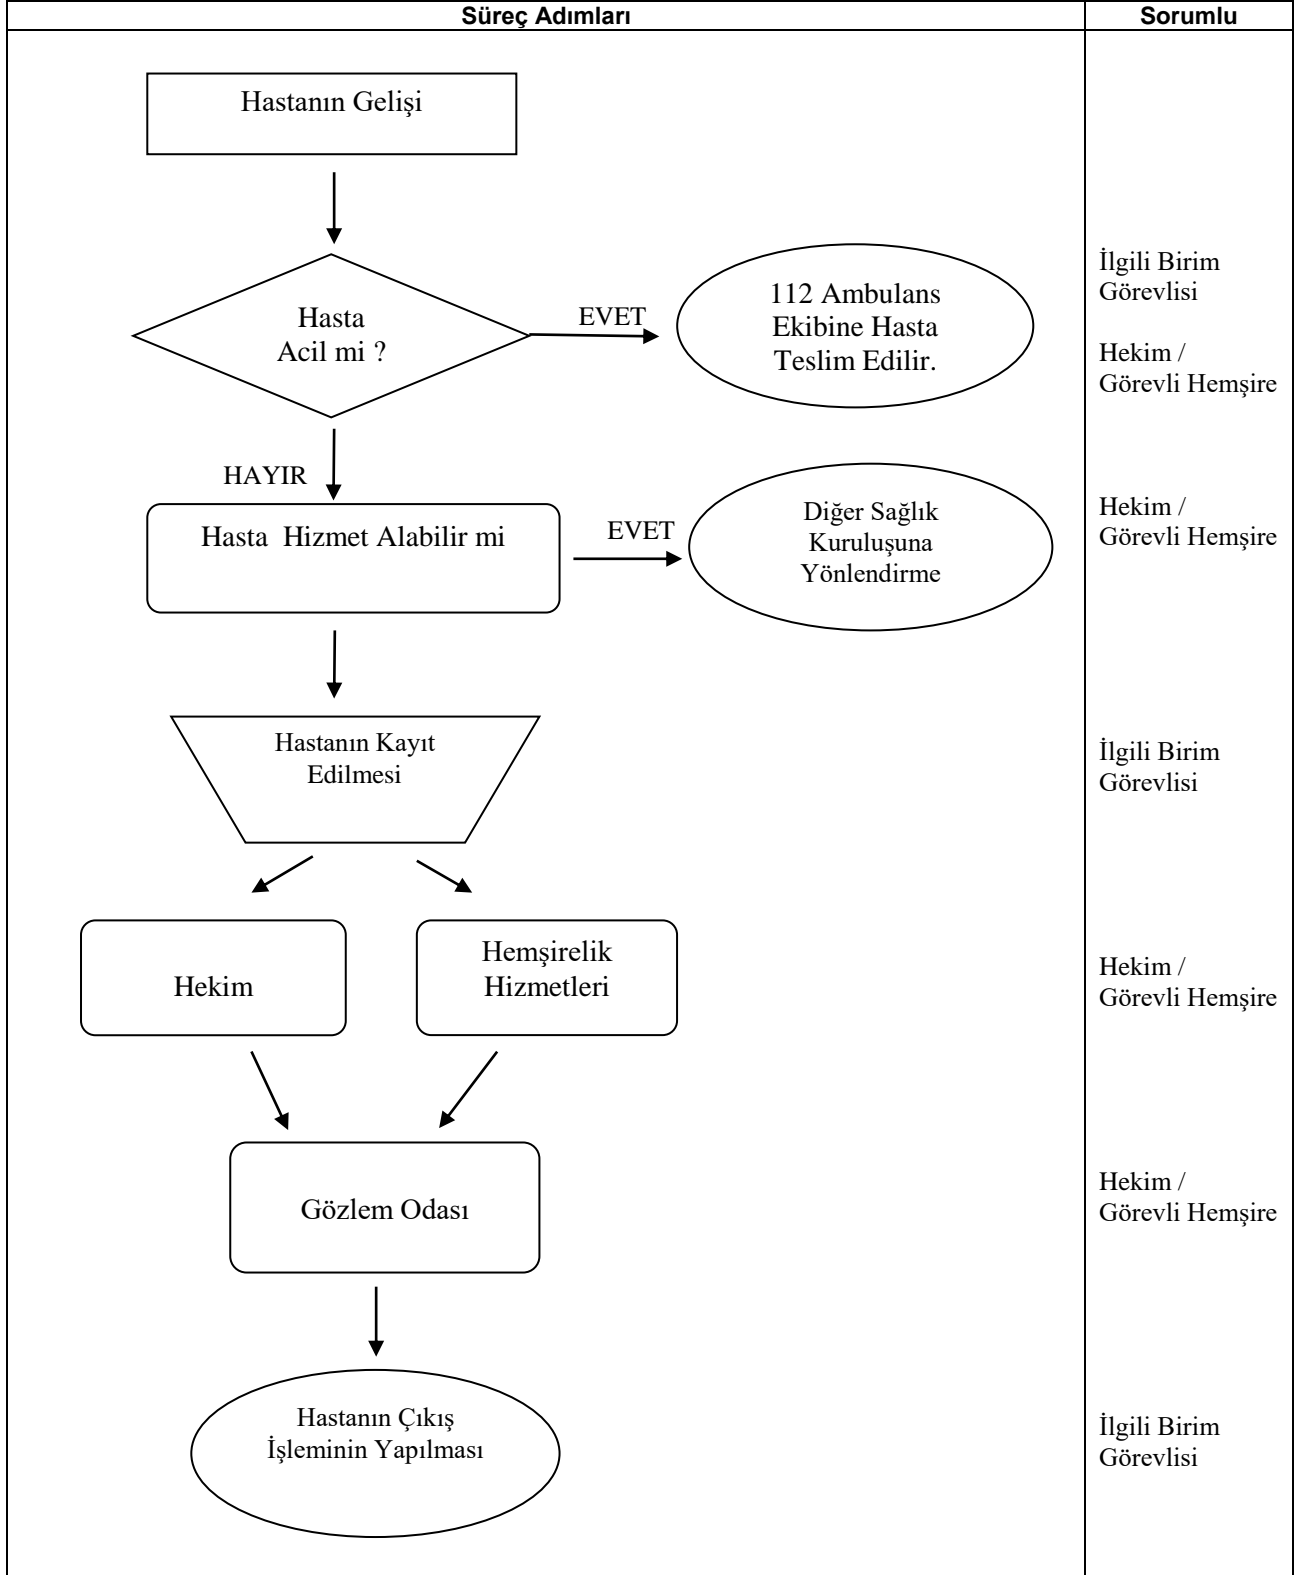 Süreç Adımları
Sorumlu
Hastanın Gelişi
Hasta
Acil mi ?
EVET
112 Ambulans
Ekibine Hasta
Teslim Edilir.
İlgili Birim
Görevlisi
Hekim /
Görevli Hemşire
HAYIR
Hasta  Hizmet Alabilir mi
EVET
Diğer Sağlık
Kuruluşuna
Yönlendirme
Hekim /
Görevli Hemşire
Hastanın Kayıt
Edilmesi
İlgili Birim
Görevlisi
Hekim
Hemşirelik
Hizmetleri
Hekim /
Görevli Hemşire
Gözlem Odası
Hekim /
Görevli Hemşire
Hastanın Çıkış
İşleminin Yapılması
İlgili Birim
Görevlisi